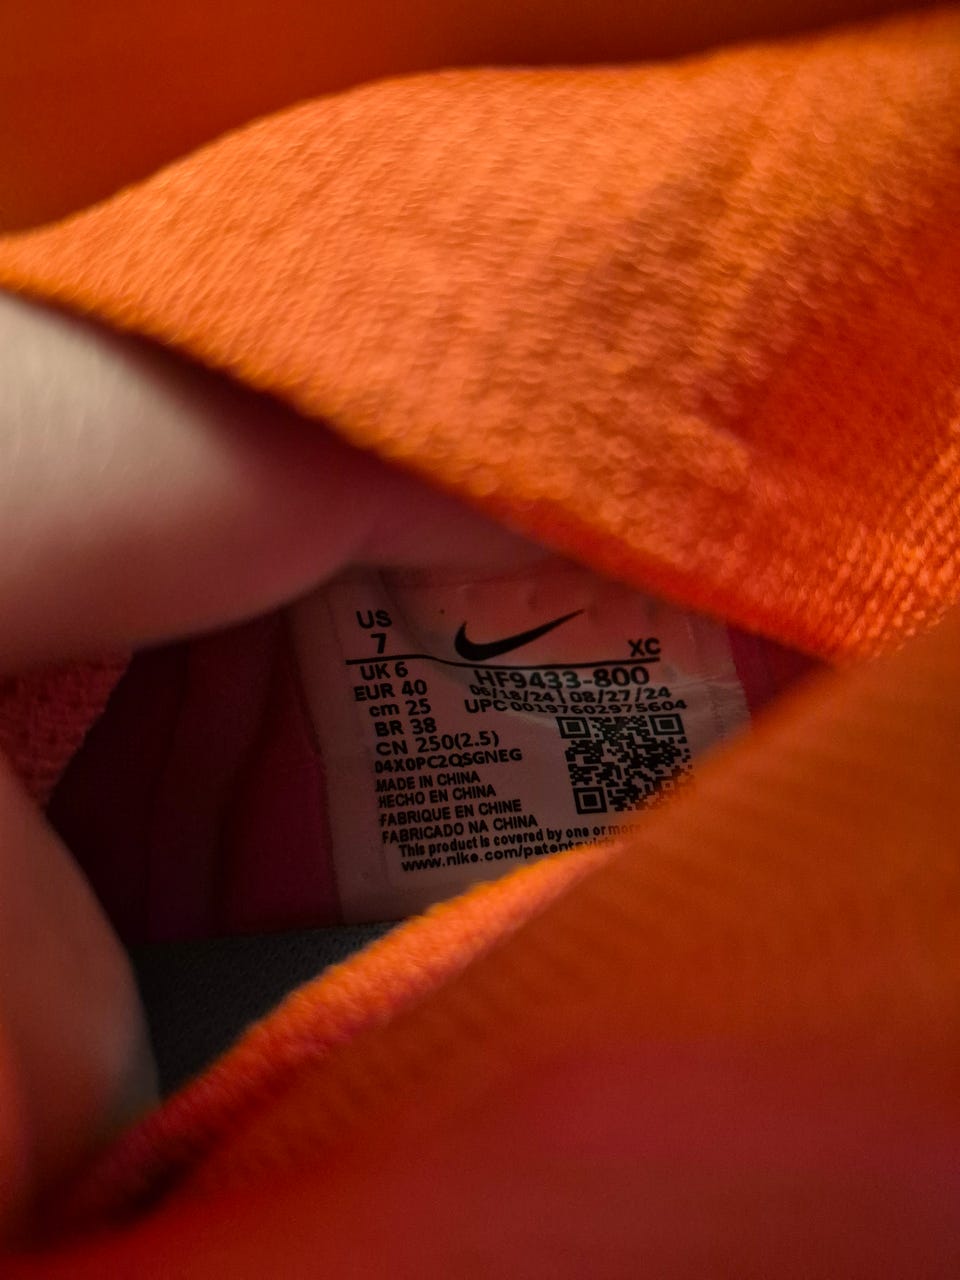 US
7
XC
UK 6
EUR 40
cm 25
BR 38
CN 250(2.5)
04X0PC2QSGNEG
HF9433-800
06/18/24 | 08/27/24
UPC 00197602975604
MADE IN CHINA
HECHO EN CHINA
FABRIQUE EN CHINE
FABRICADO NA CHINA
This product is covered by one or more
www.nike.com/patents